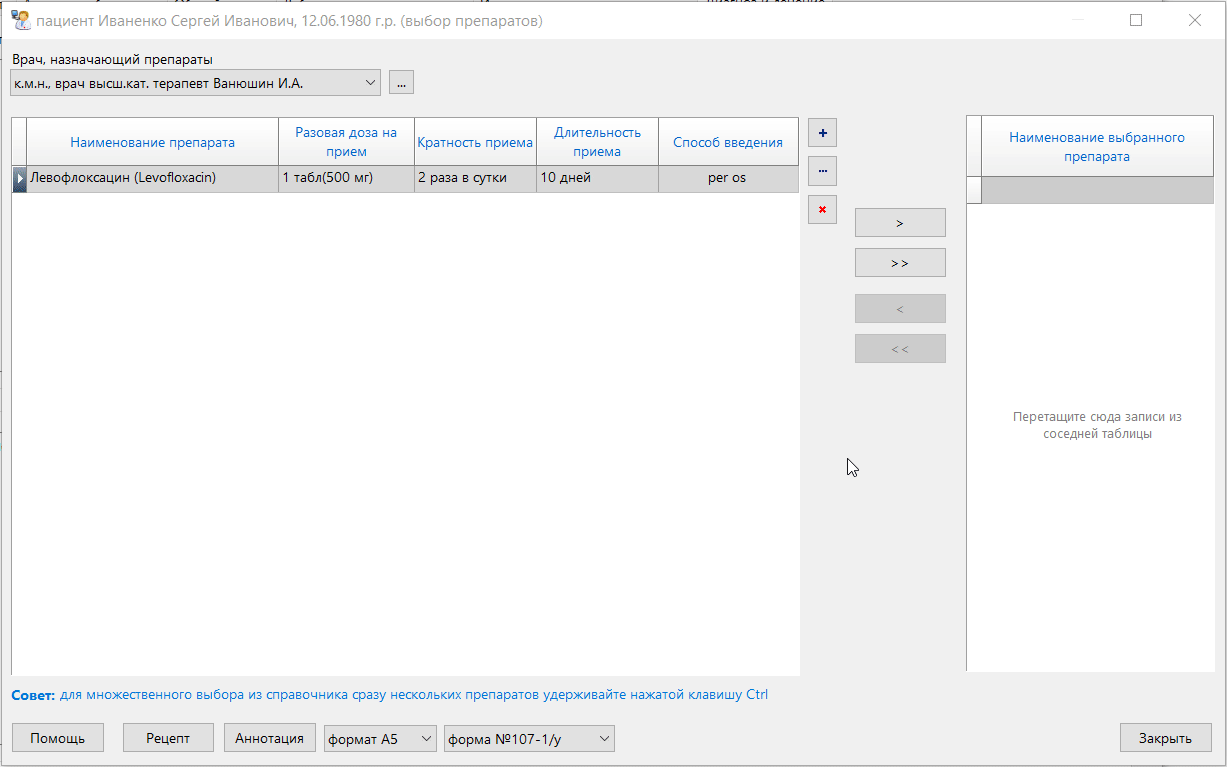 пациент Иваненко Сергей Иванович, 12.06.1980 г.р. (выбор препаратов)
Врач, назначающий препараты
к.м.н., врач высш.кат. терапевт Ванюшин И.А.
...
Наименование препарата
Разовая доза на
прием
Кратность приема
Длительность
приема
Способ введения
Левофлоксацин (Levofloxacin)
1 табл(500 мг)
2 раза в сутки
10 дней
per os
+
...
>
>>
<
<<
Наименование выбранного
препарата
Перетащите сюда записи из
соседней таблицы
Совет: для множественного выбора из справочника сразу нескольких препаратов удерживайте нажатой клавишу Ctrl
Помощь
Рецепт
Аннотация
формат А5
форма №107-1/у
Закрыть